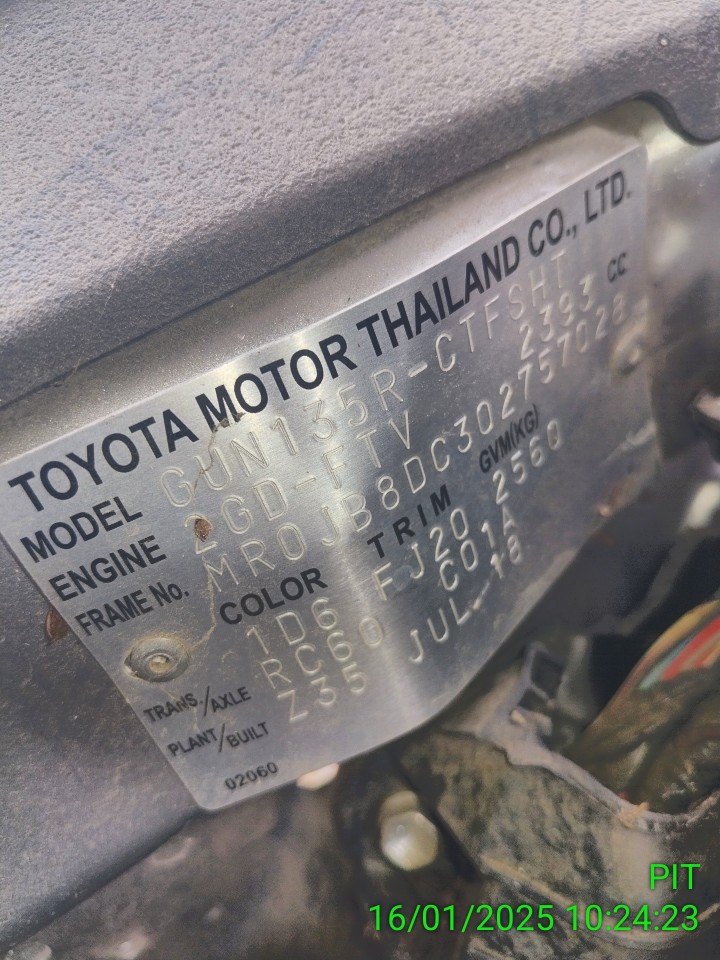 TOYOTA MOTOR THAILAND CO., LTD.
MODEL GUN135R-CTFSHT
ENGINE 2GD-FTV 2393 CC
FRAME No. MR0JB8DC302757028
COLOR TRIM GVM(KG)
1D6 FJ20 2560
TRANS./AXLE RC60 C01A
PLANT/BUILT Z35 JUL-18
02060
PIT
16/01/2025 10:24:23